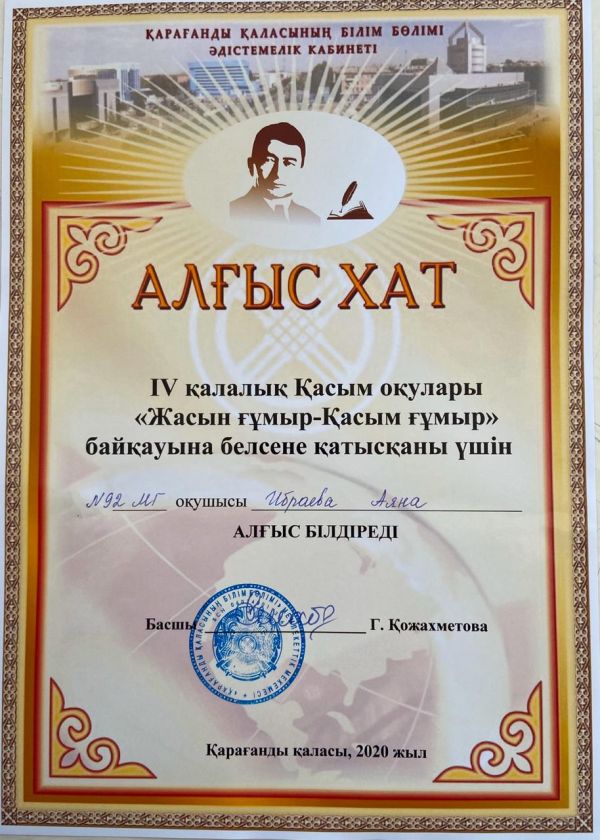 ҚАРАҒАНДЫ ҚАЛАСЫНЫҢ БІЛІМ БӨЛІМІ
ӘДІСТЕМЕЛІК КАБИНЕТІ
АЛҒЫС ХАТ
IV қалалық Қасым оқулары
«Жасын ғұмыр-Қасым ғұмыр»
байқауына белсене қатысқаны үшін
N92 МГ оқушысы Ибраева Аяна
АЛҒЫС БІЛДІРЕДІ
Басшы Г. Қожахметова
Қарағанды қаласы, 2020 жыл